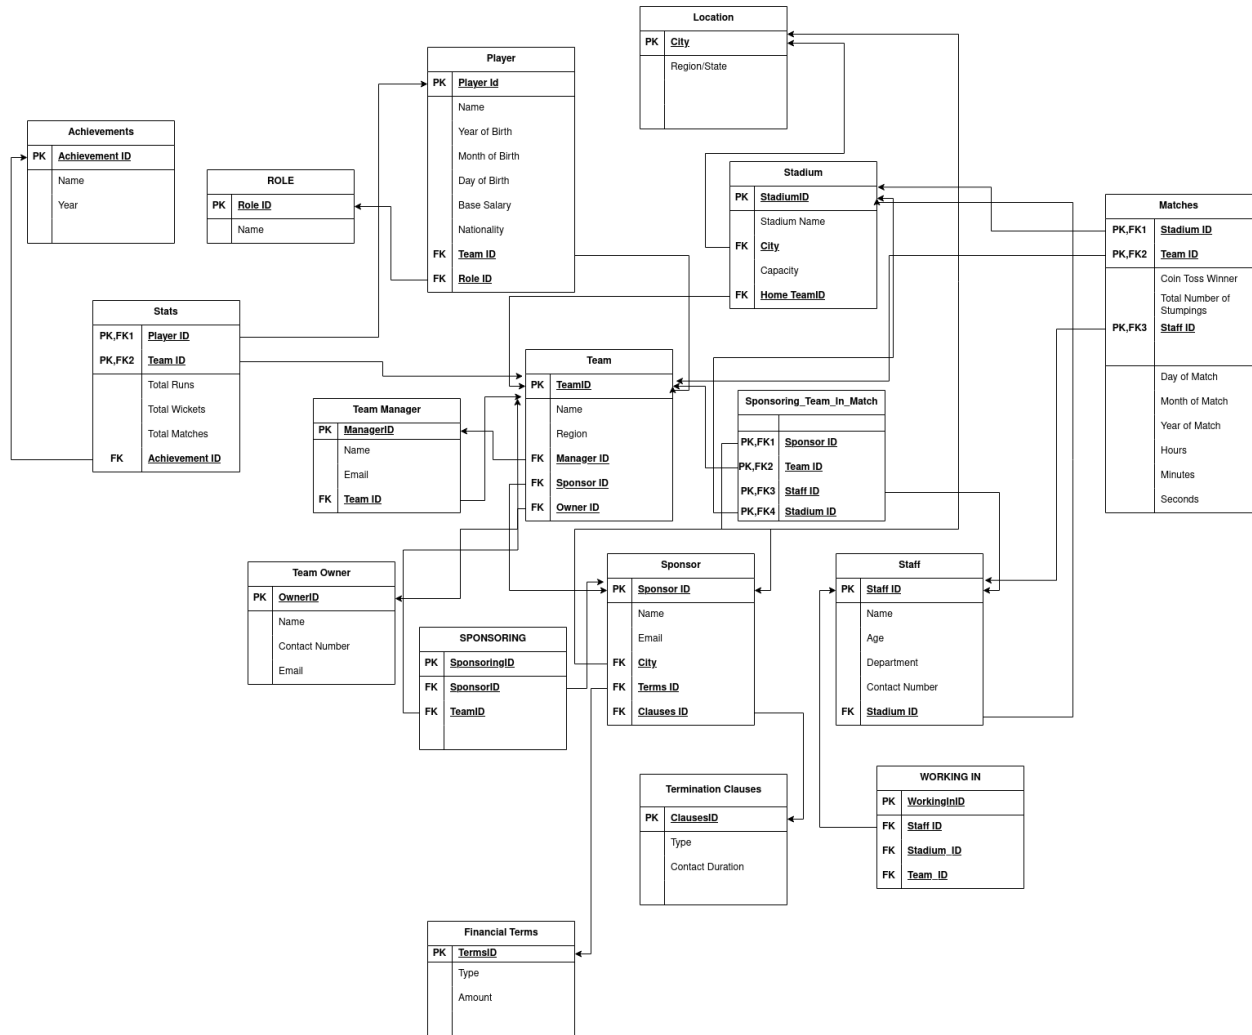 Location
PK City
Region/State
Player
PK Player Id
Name
Year of Birth
Month of Birth
Day of Birth
Base Salary
Nationality
FK Team ID
FK Role ID
Achievements
PK Achievement ID
Name
Year
ROLE
PK Role ID
Name
Stadium
PK StadiumID
Stadium Name
FK City
Capacity
FK Home TeamID
Matches
PK,FK1 Stadium ID
PK,FK2 Team ID
Coin Toss Winner
Total Number of
Stumpings
PK,FK3 Staff ID
Day of Match
Month of Match
Year of Match
Hours
Minutes
Seconds
Stats
PK,FK1 Player ID
PK,FK2 Team ID
Total Runs
Total Wickets
Total Matches
FK Achievement ID
Team
PK TeamID
Name
Region
FK Manager ID
FK Sponsor ID
FK Owner ID
Team Manager
PK ManagerID
Name
Email
FK Team ID
Sponsoring_Team_In_Match
PK,FK1 Sponsor ID
PK,FK2 Team ID
PK,FK3 Staff ID
PK,FK4 Stadium ID
Team Owner
PK OwnerID
Name
Contact Number
Email
Sponsor
PK Sponsor ID
Name
Email
FK City
FK Terms ID
FK Clauses ID
Staff
PK Staff ID
Name
Age
Department
Contact Number
FK Stadium ID
SPONSORING
PK SponsoringID
FK SponsorID
FK TeamID
Termination Clauses
PK ClausesID
Type
Contact Duration
WORKING IN
PK WorkingInID
FK Staff ID
FK Stadium_ID
FK Team_ID
Financial Terms
PK TermsID
Type
Amount